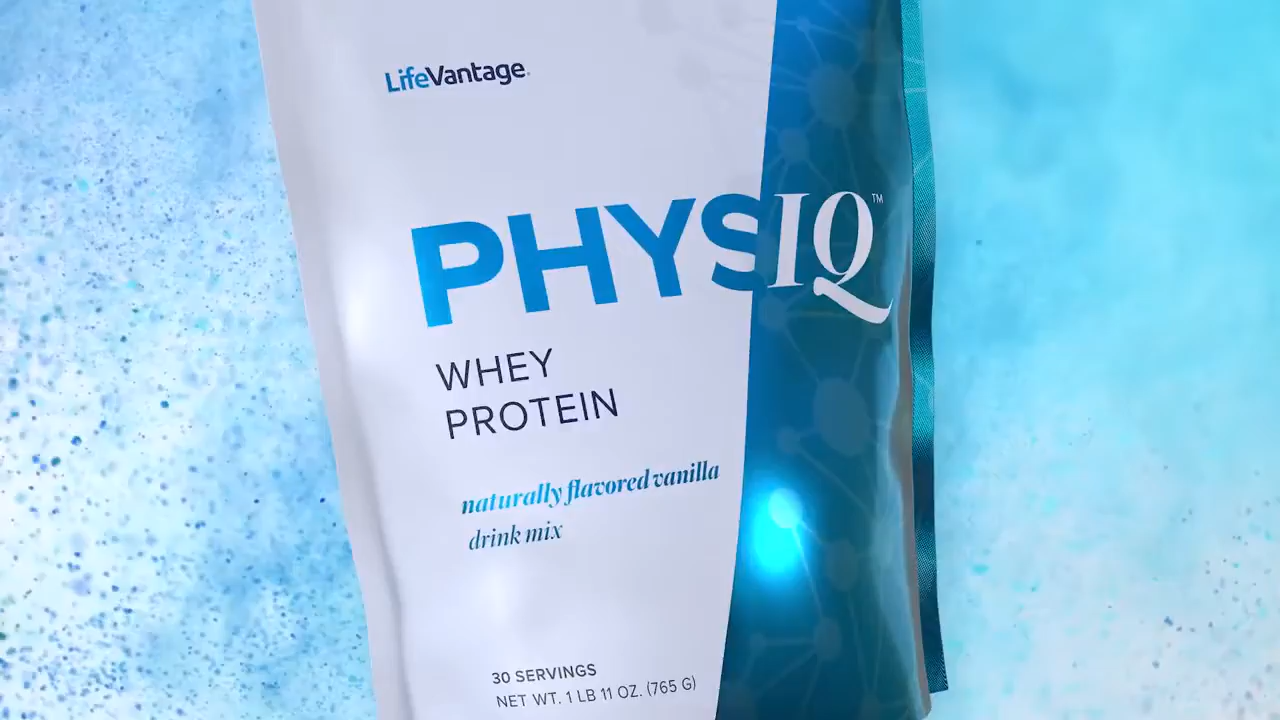 LifeVantage
PHYSIQ™
WHEY
PROTEIN
naturally flavored vanilla
drink mix
30 SERVINGS
NET WT. 1 LB 11 OZ. (765 G)